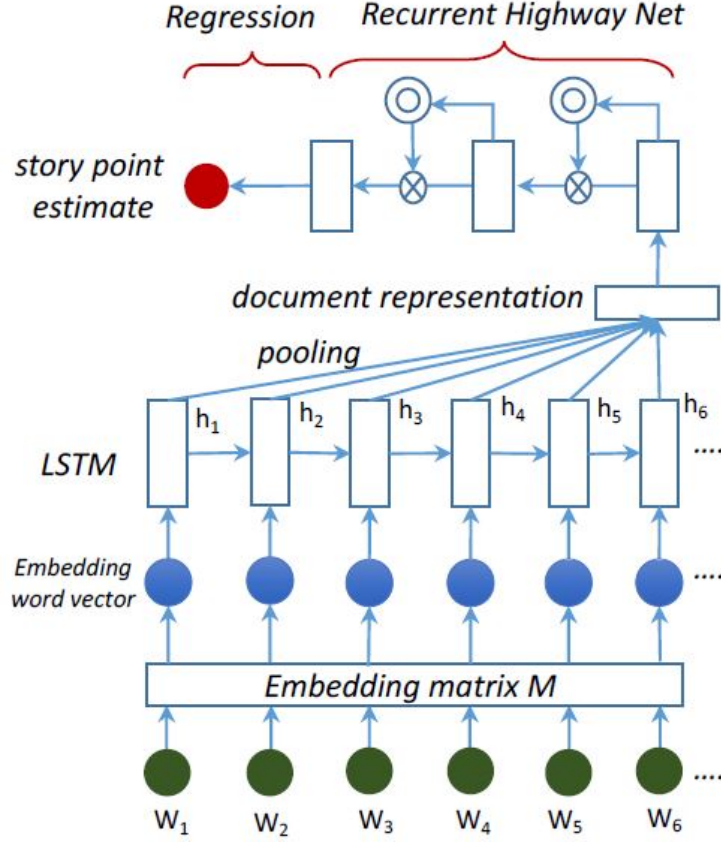 Regression
Recurrent Highway Net
story point
estimate
document representation
pooling
h₁
h₂
h₃
h₄
h₅
h₆
LSTM
....
Embedding
word vector
....
Embedding matrix M
....
W₁
W₂
W₃
W₄
W₅
W₆